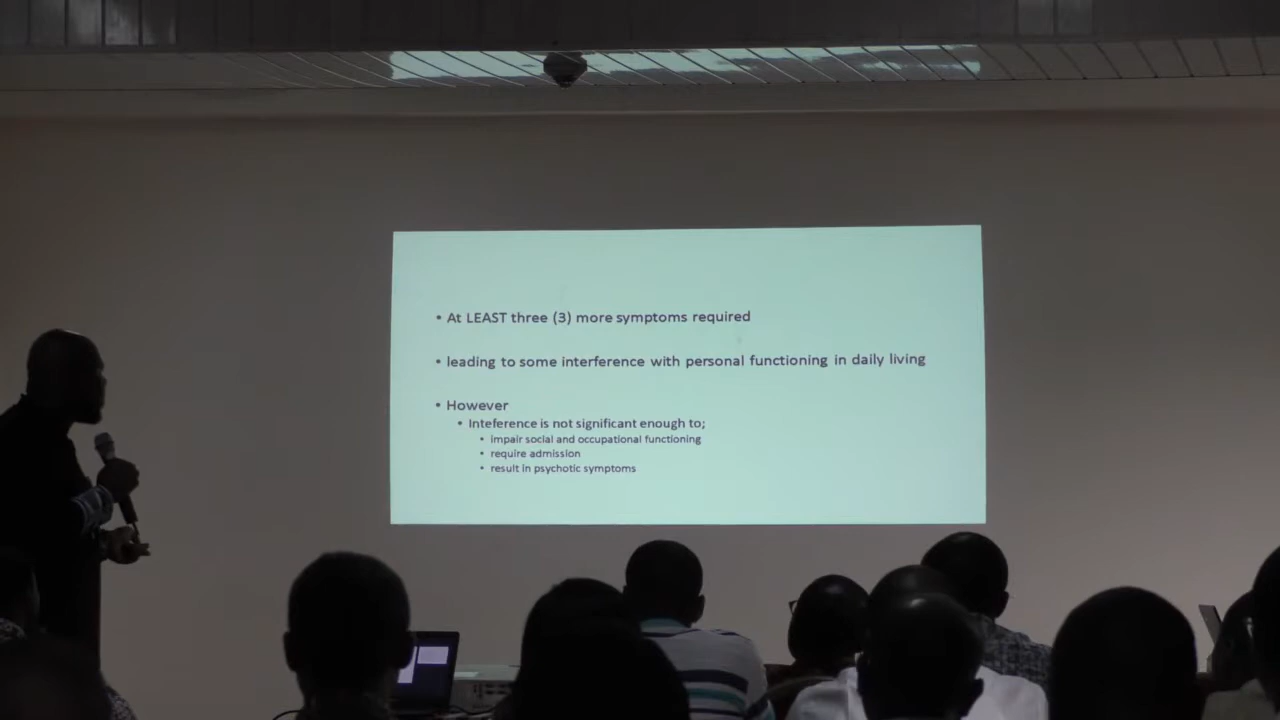 • At LEAST three (3) more symptoms required
• leading to some interference with personal functioning in daily living
• However
• Inteference is not significant enough to;
• impair social and occupational functioning
• require admission
• result in psychotic symptoms